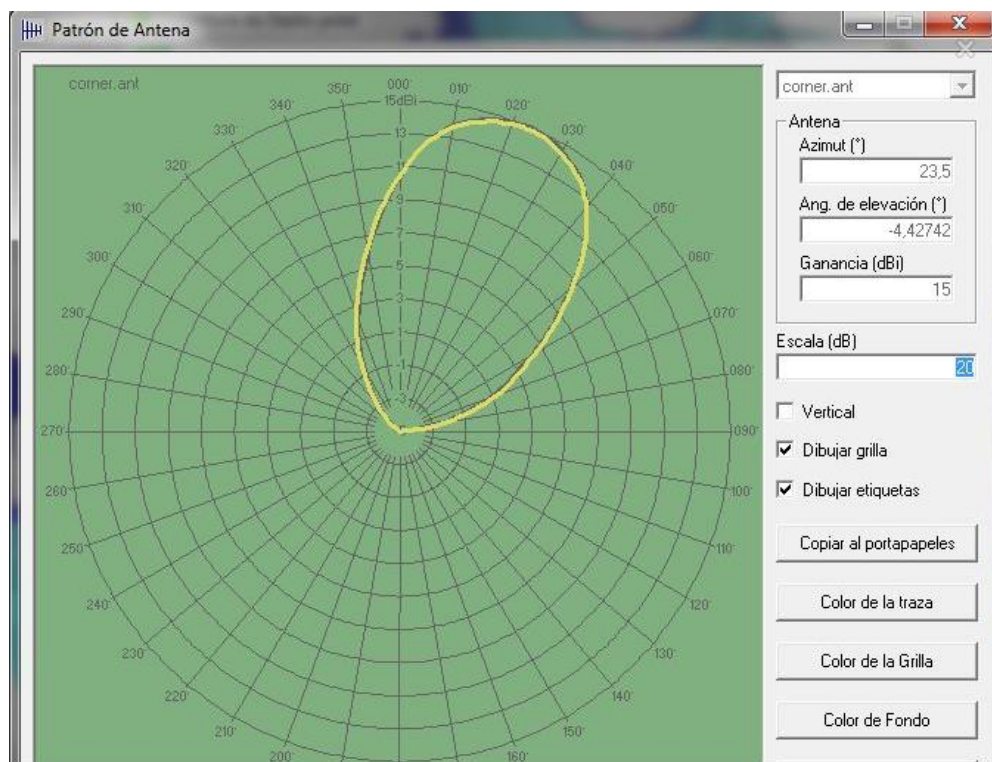 Patrón de Antena
corner.ant
000°
15dBi
13
11
9
7
5
3
1
-1
-3
010°
020°
030°
040°
050°
060°
070°
080°
090°
100°
110°
120°
130°
140°
150°
160°
200°
210°
220°
230°
240°
250°
260°
270°
280°
290°
300°
310°
320°
330°
340°
350°
corner.ant
Antena
Azimut (°)
23,5
Ang. de elevación (°)
-4,42742
Ganancia (dBi)
15
Escala (dB)
20
Vertical
Dibujar grilla
Dibujar etiquetas
Copiar al portapapeles
Color de la traza
Color de la Grilla
Color de Fondo